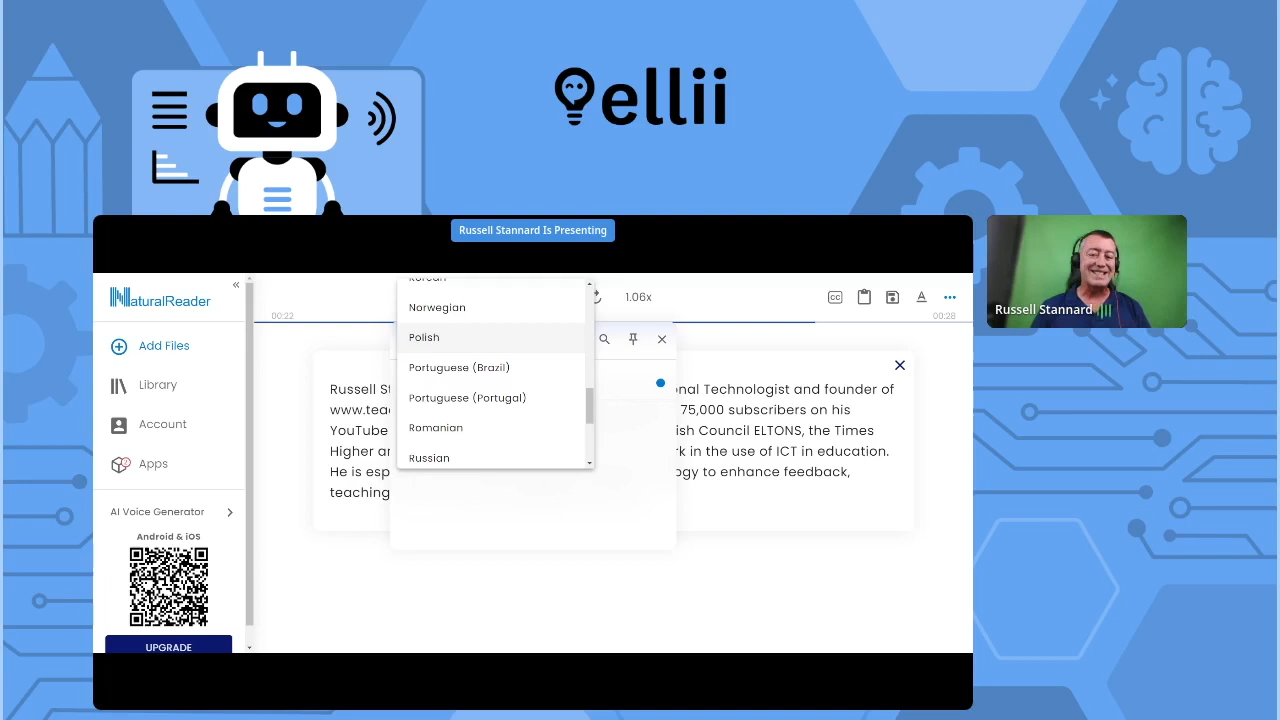 ellii
Russell Stannard Is Presenting
NaturalReader
«
1.06x
CC
A
00:22
00:28
Add Files
Library
Account
Apps
AI Voice Generator
Android & iOS
UPGRADE
Korean
Norwegian
Polish
Portuguese (Brazil)
Portuguese (Portugal)
Romanian
Russian
Russell St
nal Technologist and founder of
www.tea
75,000 subscribers on his
YouTube
ish Council ELTONS, the Times
Higher a
k in the use of ICT in education.
He is esp
ogy to enhance feedback,
teaching
Russell Stannard